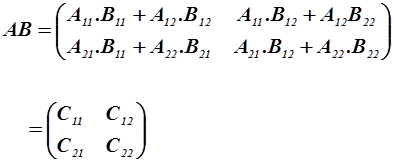 AB = ( A₁₁.B₁₁ + A₁₂.B₁₂   A₁₁.B₁₂ + A₁₂B₂₂
A₂₁.B₁₁ + A₂₂.B₂₁   A₂₁.B₁₂ + A₂₂.B₂₂ )
= ( C₁₁   C₁₂
C₂₁   C₂₂ )